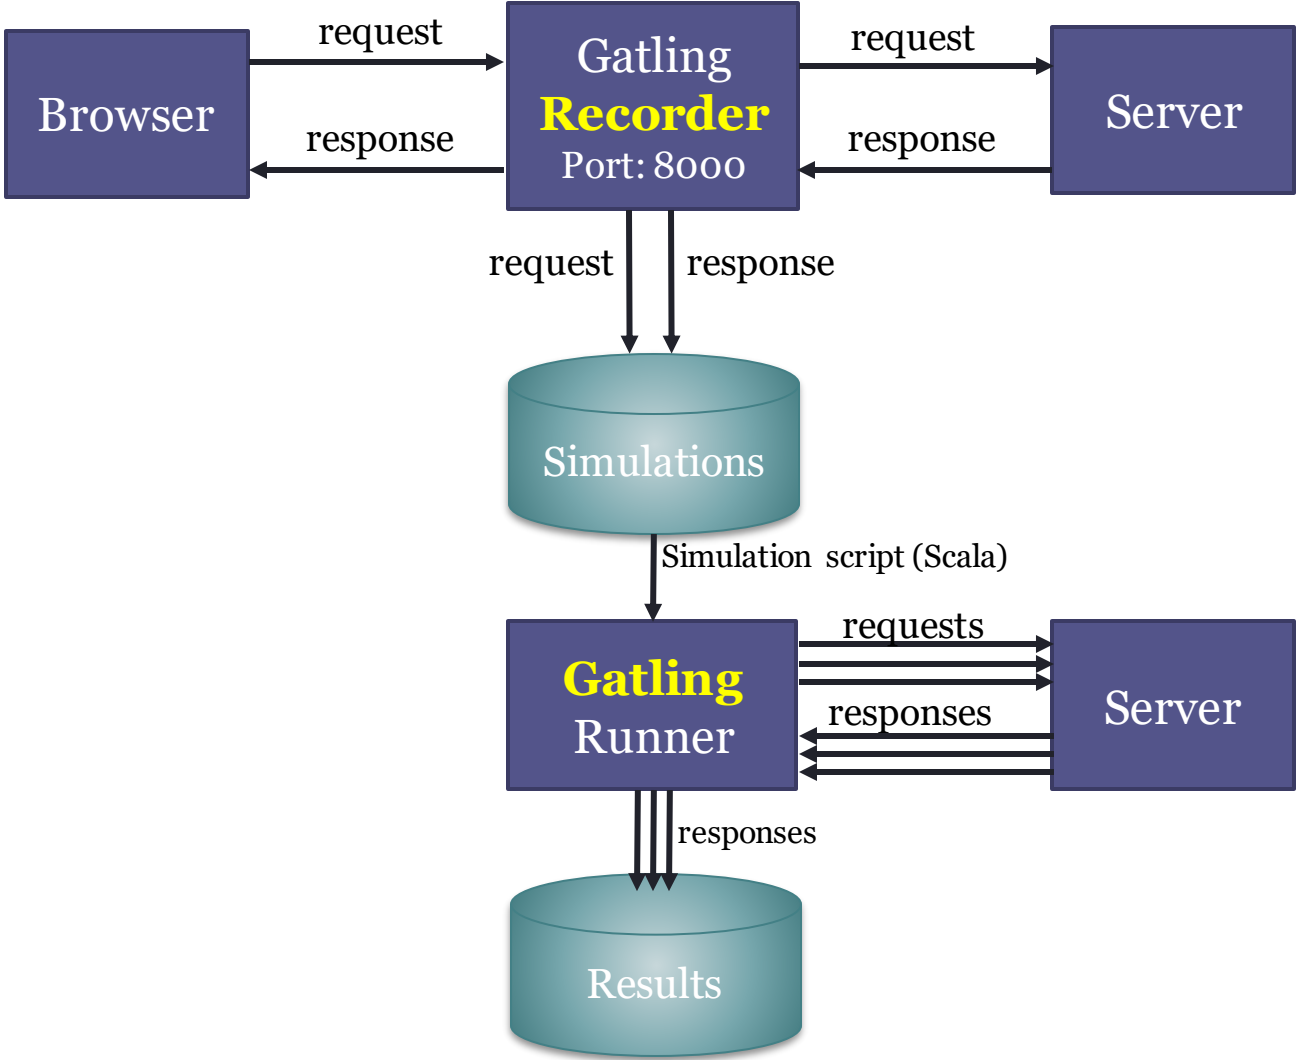 request
request
Browser
Gatling
Recorder
Port: 8000
Server
response
response
request
response
Simulations
Simulation script (Scala)
requests
Gatling
Runner
Server
responses
responses
Results